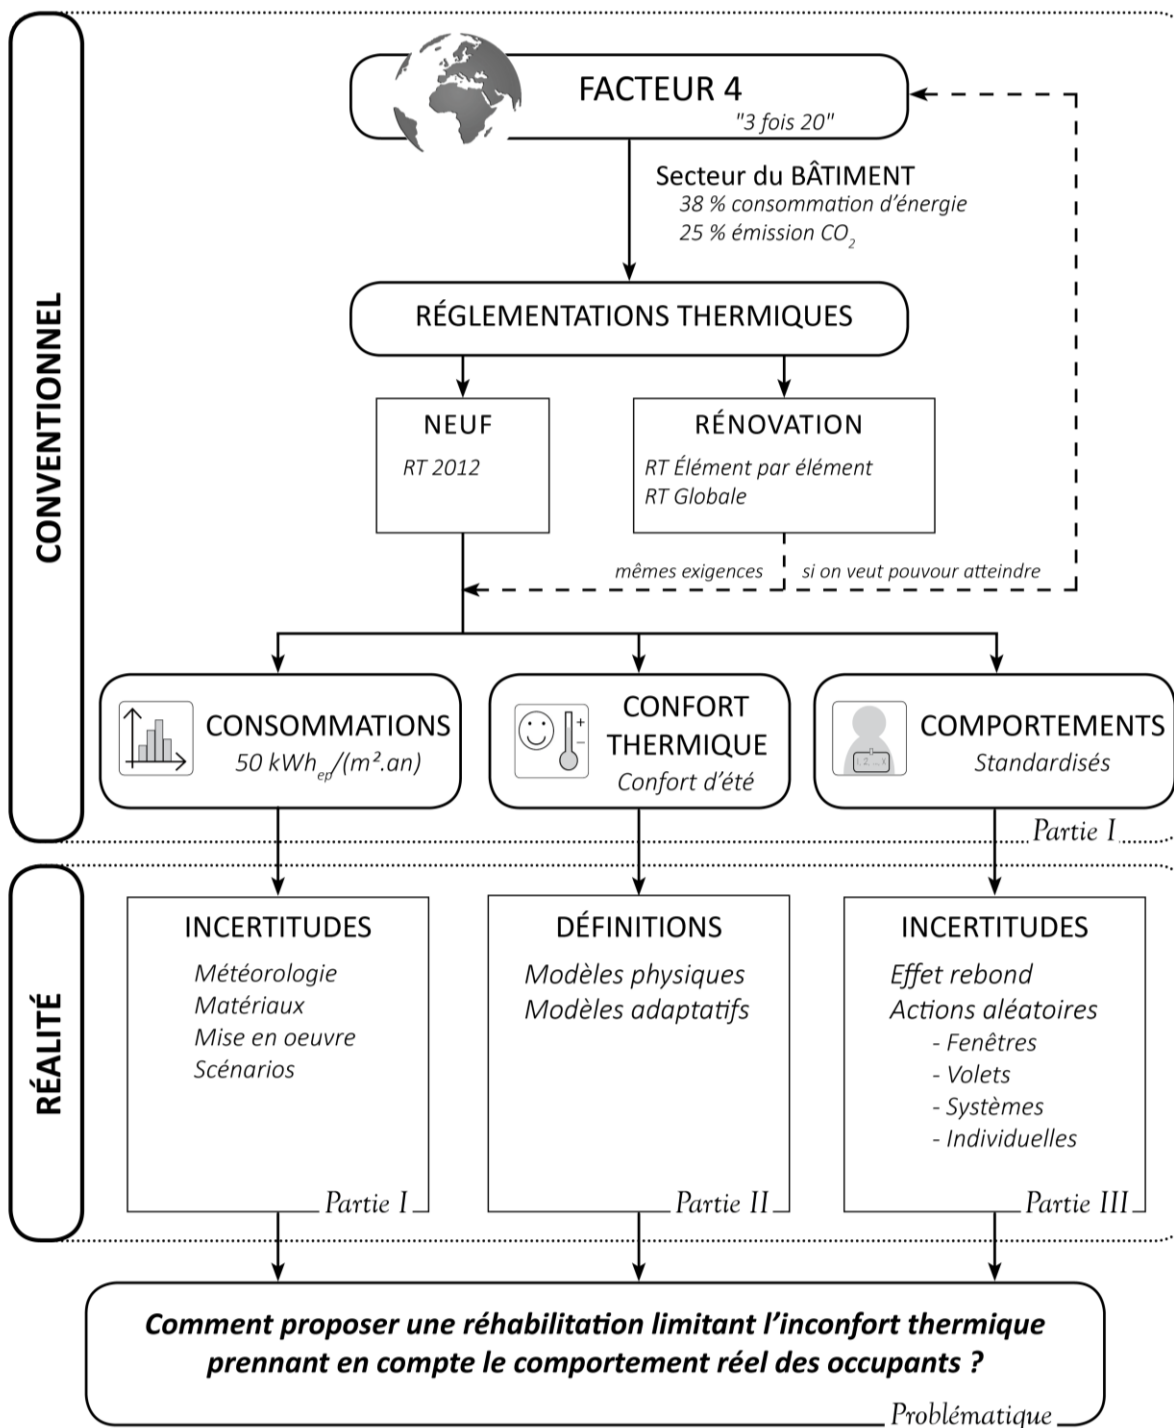 CONVENTIONNEL
FACTEUR 4
"3 fois 20"
Secteur du BÂTIMENT
38 % consommation d'énergie
25 % émission CO₂
RÉGLEMENTATIONS THERMIQUES
NEUF
RT 2012
RÉNOVATION
RT Élément par élément
RT Globale
mêmes exigences
si on veut pouvour atteindre
CONSOMMATIONS
50 kWh_ep/(m².an)
+
−
CONFORT
THERMIQUE
Confort d'été
1, 2, ..., X
COMPORTEMENTS
Standardisés
Partie I
RÉALITÉ
INCERTITUDES
Météorologie
Matériaux
Mise en oeuvre
Scénarios
Partie I
DÉFINITIONS
Modèles physiques
Modèles adaptatifs
Partie II
INCERTITUDES
Effet rebond
Actions aléatoires
- Fenêtres
- Volets
- Systèmes
- Individuelles
Partie III
Comment proposer une réhabilitation limitant l'inconfort thermique
prennant en compte le comportement réel des occupants ?
Problématique